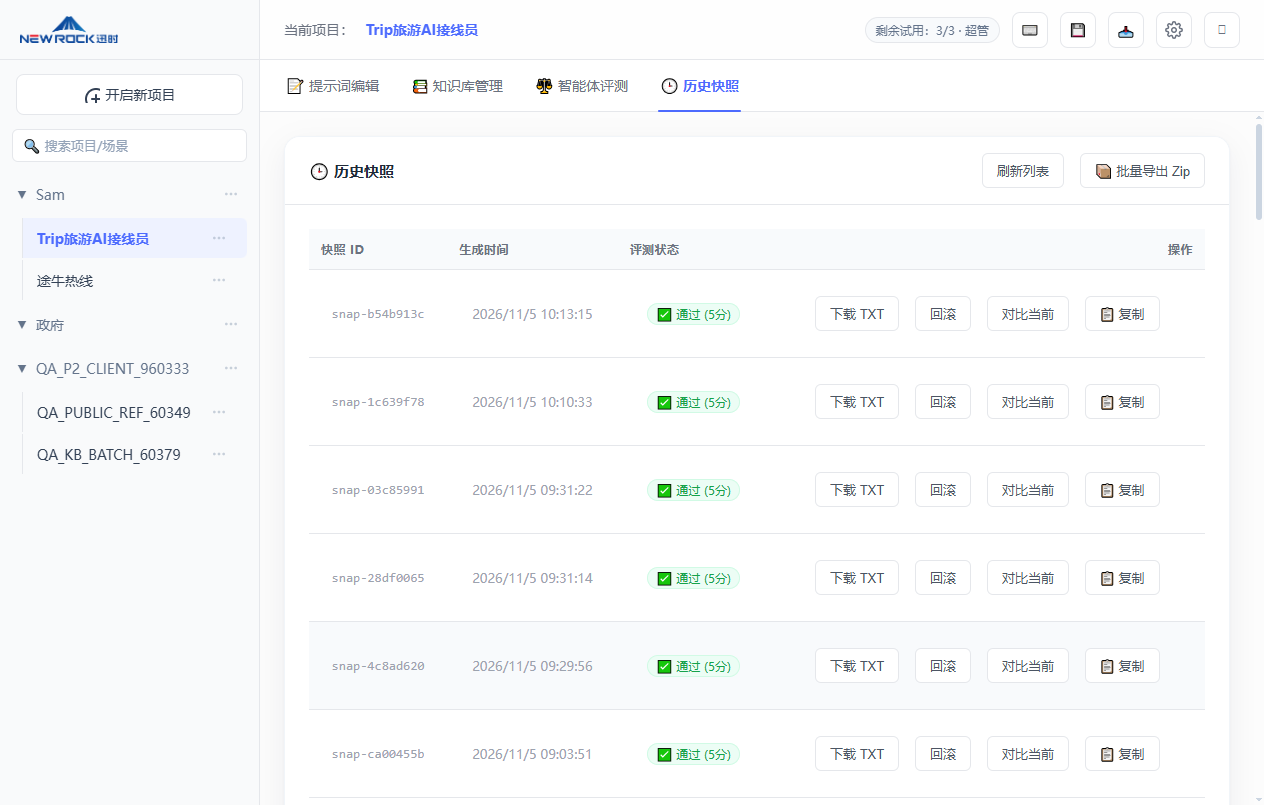 NEWROCK迅时
当前项目： Trip旅游AI接线员
剩余试用：3/3 · 超管
开启新项目
搜索项目/场景
▼ Sam ···
Trip旅游AI接线员 ···
途牛热线 ···
▼ 政府 ···
▼ QA_P2_CLIENT_960333 ···
QA_PUBLIC_REF_60349 ···
QA_KB_BATCH_60379 ···
提示词编辑 知识库管理 智能体评测 历史快照
历史快照
刷新列表 批量导出 Zip
快照 ID 生成时间 评测状态 操作
snap-b54b913c 2026/11/5 10:13:15 ✅ 通过 (5分) 下载 TXT 回滚 对比当前 复制
snap-1c639f78 2026/11/5 10:10:33 ✅ 通过 (5分) 下载 TXT 回滚 对比当前 复制
snap-03c85991 2026/11/5 09:31:22 ✅ 通过 (5分) 下载 TXT 回滚 对比当前 复制
snap-28df0065 2026/11/5 09:31:14 ✅ 通过 (5分) 下载 TXT 回滚 对比当前 复制
snap-4c8ad620 2026/11/5 09:29:56 ✅ 通过 (5分) 下载 TXT 回滚 对比当前 复制
snap-ca00455b 2026/11/5 09:03:51 ✅ 通过 (5分) 下载 TXT 回滚 对比当前 复制